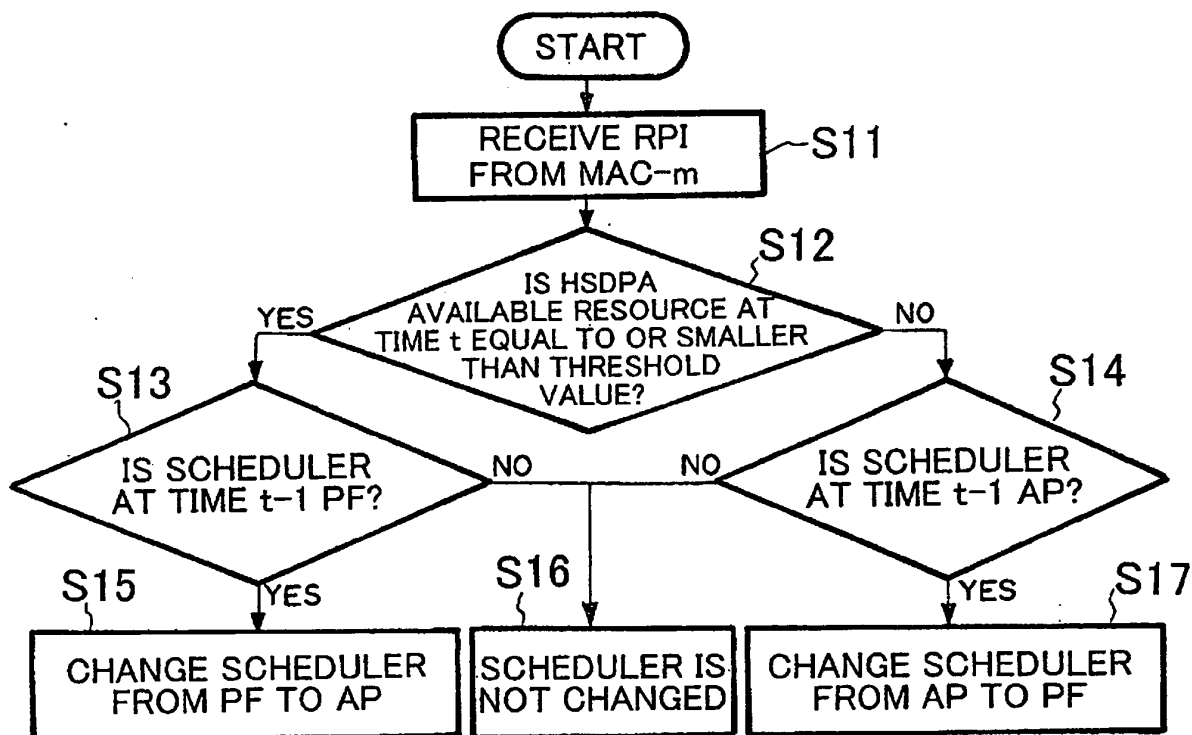 START
RECEIVE RPI
FROM MAC-m
S11
S12
IS HSDPA
AVAILABLE RESOURCE AT
TIME t EQUAL TO OR SMALLER
THAN THRESHOLD
VALUE?
YES
NO
S13
IS SCHEDULER
AT TIME t-1 PF?
NO
YES
S14
IS SCHEDULER
AT TIME t-1 AP?
NO
YES
S15
CHANGE SCHEDULER
FROM PF TO AP
S16
SCHEDULER IS
NOT CHANGED
S17
CHANGE SCHEDULER
FROM AP TO PF